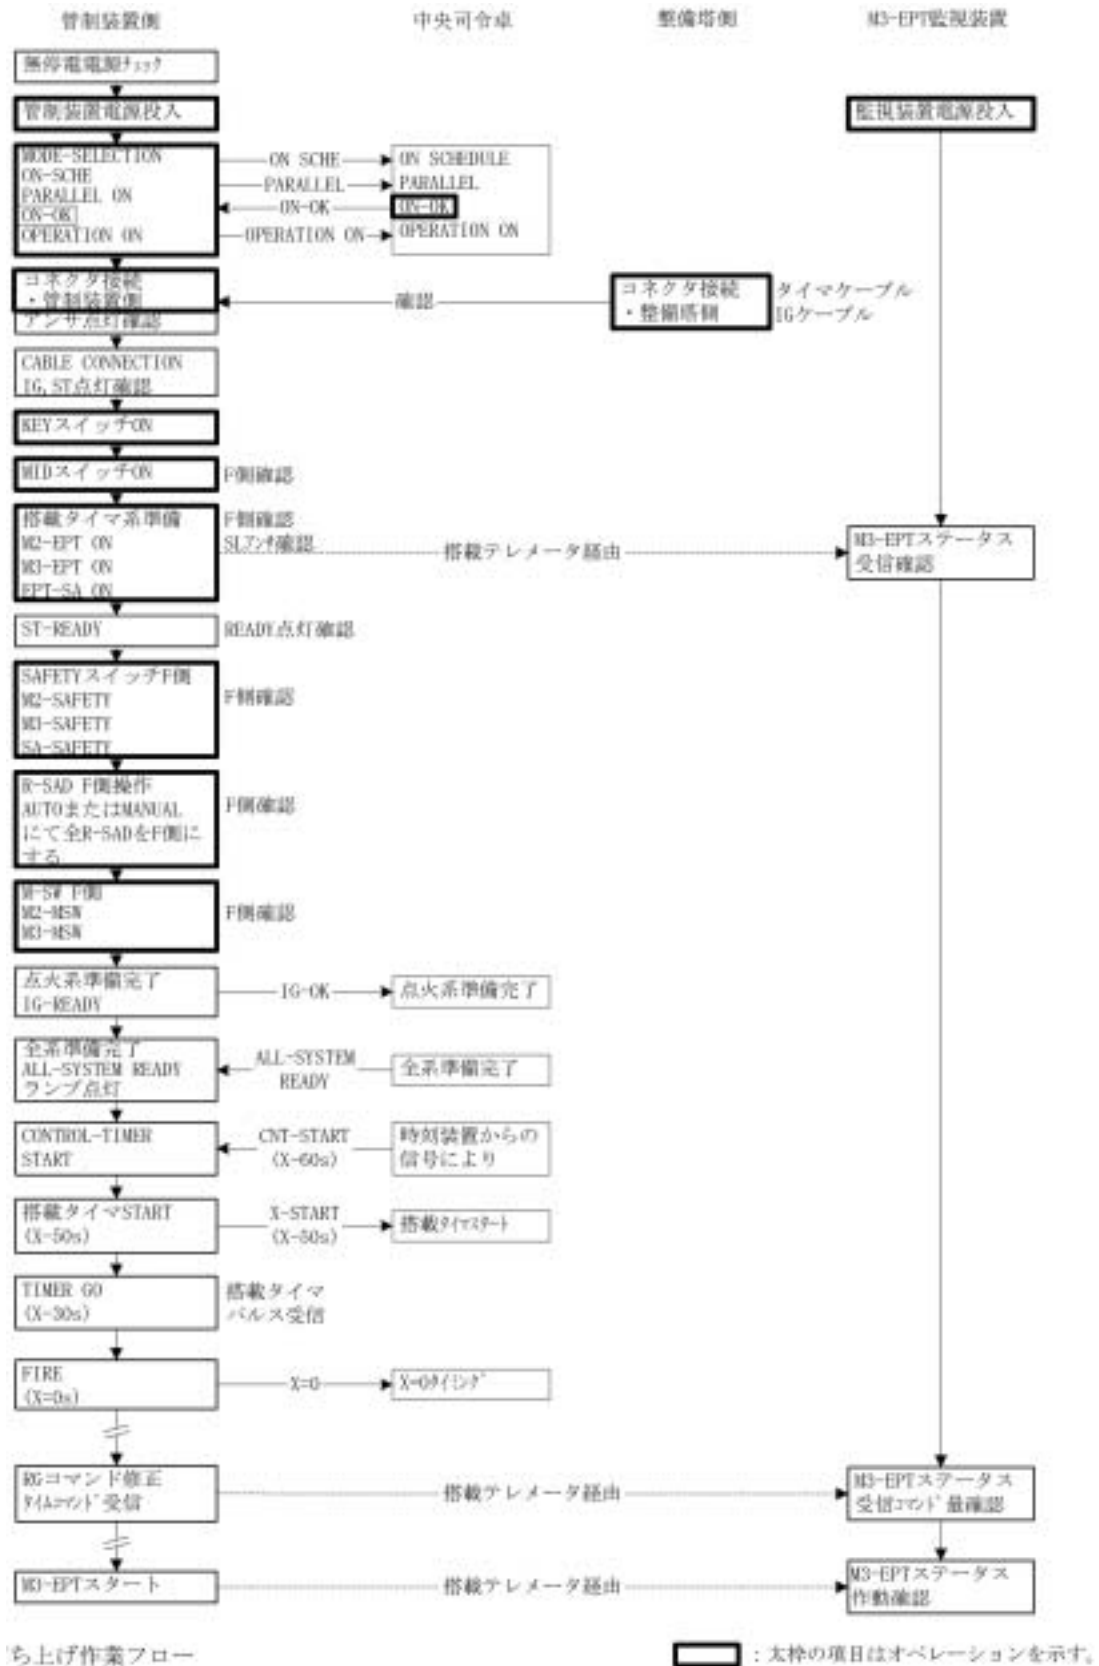 管制装置側
中央司令卓
整備塔側
M3-EPT監視装置
無停電電源ﾁｪｯｸ
管制装置電源投入
監視装置電源投入
MODE-SELECTION
ON-SCHE
PARALLEL ON
ON-OK
OPERATION ON
ON SCHE
PARALLEL
ON-OK
OPERATION ON
ON SCHEDULE
PARALLEL
ON-OK
OPERATION ON
コネクタ接続
・管制装置側
アンサ点灯確認
確認
コネクタ接続
・整備塔側
タイマケーブル
IGケーブル
CABLE CONNECTION
IG,ST点灯確認
KEYスイッチON
MIDスイッチON
F側確認
搭載タイマ系準備
M2-EPT ON
M3-EPT ON
EPT-SA ON
F側確認
SLｱﾝｻ確認
搭載テレメータ経由
M3-EPTステータス
受信確認
ST-READY
READY点灯確認
SAFETYスイッチF側
M2-SAFETY
M3-SAFETY
SA-SAFETY
F側確認
R-SAD F側操作
AUTOまたはMANUAL
にて全R-SADをF側に
する
F側確認
M-SW F側
M2-MSW
M3-MSW
F側確認
点火系準備完了
IG-READY
IG-OK
点火系準備完了
全系準備完了
ALL-SYSTEM READY
ランプ点灯
ALL-SYSTEM
READY
全系準備完了
CONTROL-TIMER
START
CNT-START
(X-60s)
時刻装置からの
信号により
搭載タイマSTART
(X-50s)
X-START
(X-50s)
搭載ﾀｲﾏｽﾀｰﾄ
TIMER GO
(X-30s)
搭載タイマ
パルス受信
FIRE
(X=0s)
X=0
X=0ﾀｲﾐﾝｸﾞ
RGコマンド修正
ﾀｲﾑｺﾏﾝﾄﾞ受信
搭載テレメータ経由
M3-EPTステータス
受信ｺﾏﾝﾄﾞ量確認
M3-EPTスタート
搭載テレメータ経由
M3-EPTステータス
作動確認
ち上げ作業フロー
：太枠の項目はオペレーションを示す。